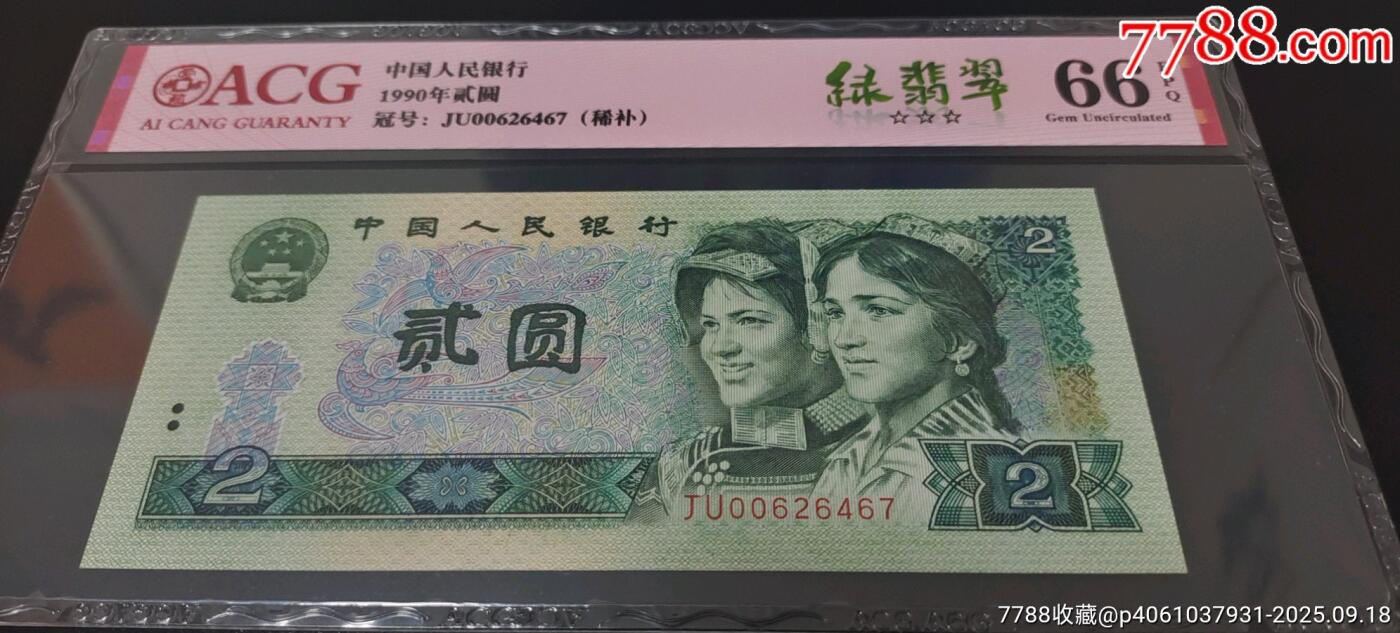 7788.com
ACG
AI CANG GUARANTY
中国人民银行
1990年贰圆
冠号：JU00626467（稀补）
绿翡翠
☆☆☆
66
EPQ
Gem Uncirculated
中国人民银行
2
贰圆
2
JU00626467
2
7788收藏@p4061037931-2025.09.18